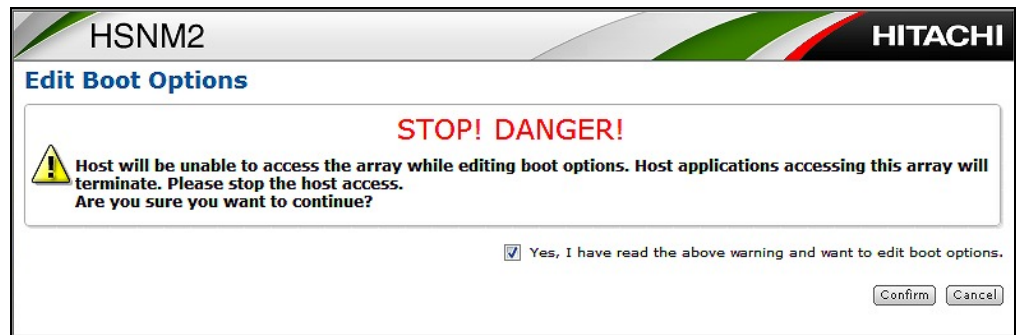 HSNM2
HITACHI
Edit Boot Options
STOP! DANGER!
Host will be unable to access the array while editing boot options. Host applications accessing this array will
terminate. Please stop the host access.
Are you sure you want to continue?
Yes, I have read the above warning and want to edit boot options.
Confirm Cancel